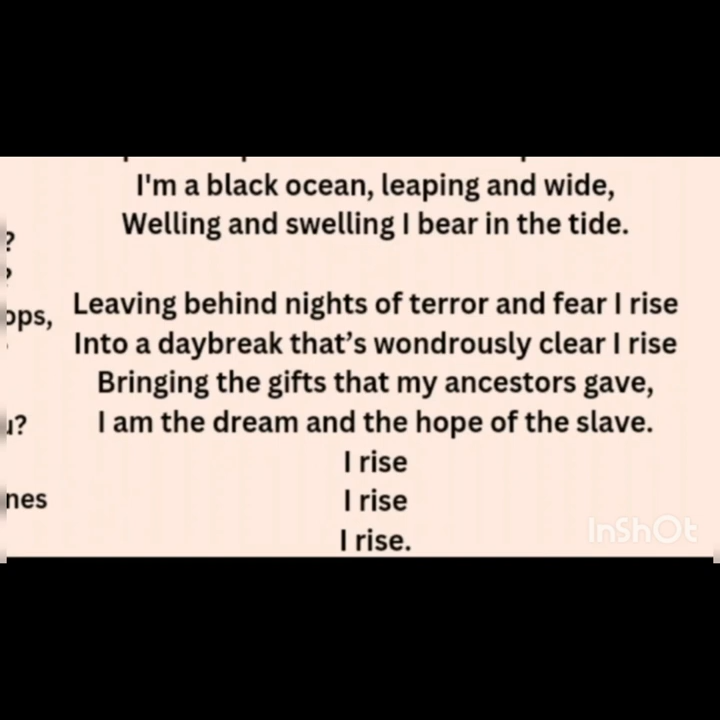 I'm a black ocean, leaping and wide,
Welling and swelling I bear in the tide.
Leaving behind nights of terror and fear I rise
Into a daybreak that’s wondrously clear I rise
Bringing the gifts that my ancestors gave,
I am the dream and the hope of the slave.
I rise
I rise
I rise.
?
?
ops,
u?
nes
InShOt